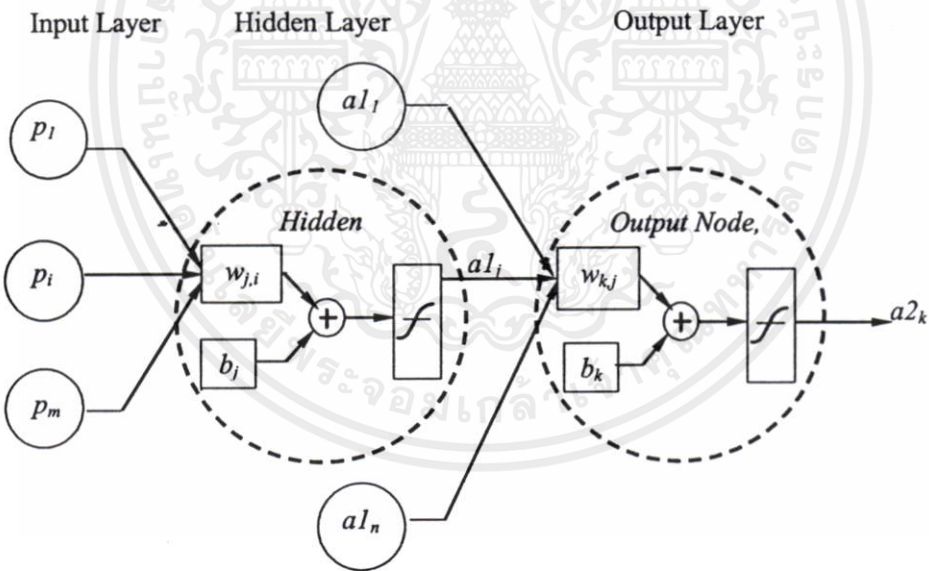 Input Layer Hidden Layer Output Layer
p1
a11
Hidden
Output Node,
pi
wj,i
a1j
wk,j
a2k
bj
bk
pm
a1n